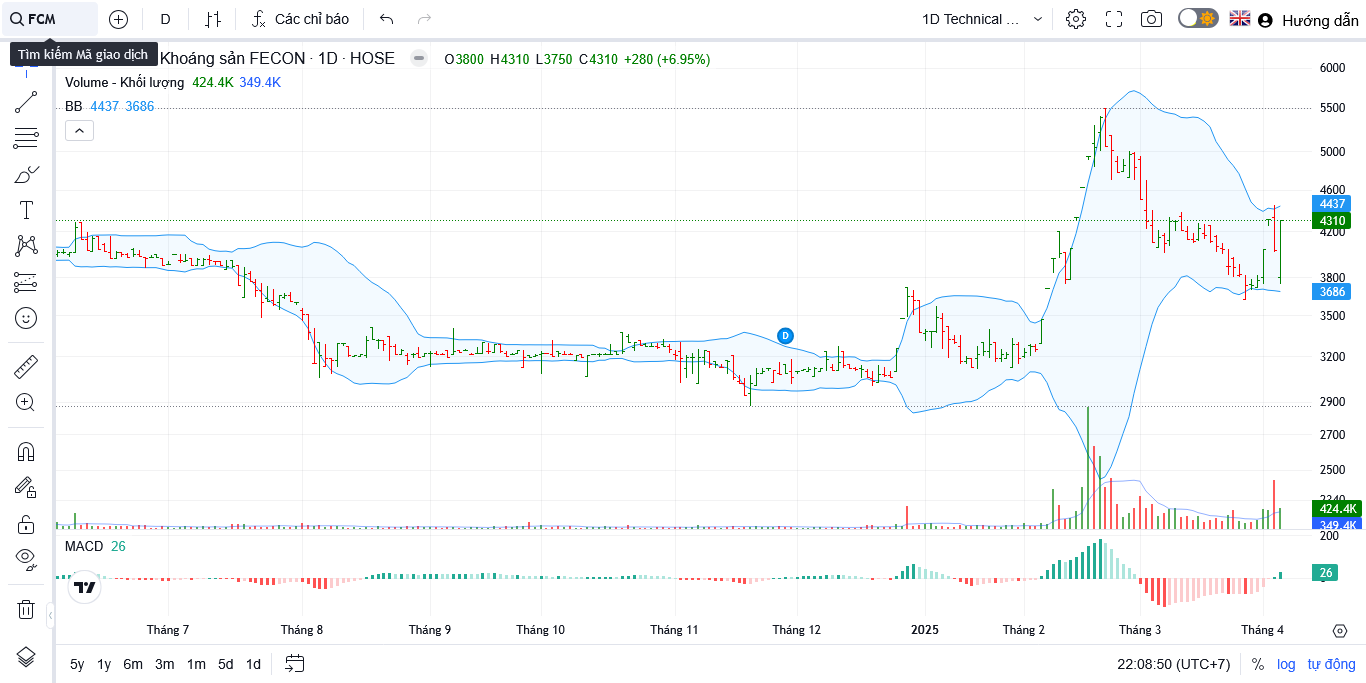 FCM
D
Các chỉ báo
1D Technical ...
Hướng dẫn
Tìm kiếm Mã giao dịch
Khoáng sản FECON · 1D · HOSE
O3800 H4310 L3750 C4310 +280 (+6.95%)
Volume - Khối lượng 424.4K 349.4K
BB 4437 3686
6000
5500
5000
4600
4437
4310
4200
3800
3686
3500
3200
2900
2700
2500
2340
424.4K
349.4K
D
MACD 26
200
26
Tháng 7
Tháng 8
Tháng 9
Tháng 10
Tháng 11
Tháng 12
2025
Tháng 2
Tháng 3
Tháng 4
5y 1y 6m 3m 1m 5d 1d
22:08:50 (UTC+7)
%
log
tự động